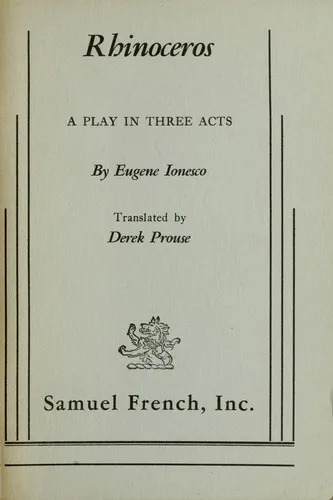 Rhinoceros
A PLAY IN THREE ACTS
By Eugene Ionesco
Translated by
Derek Prouse
Samuel French, Inc.